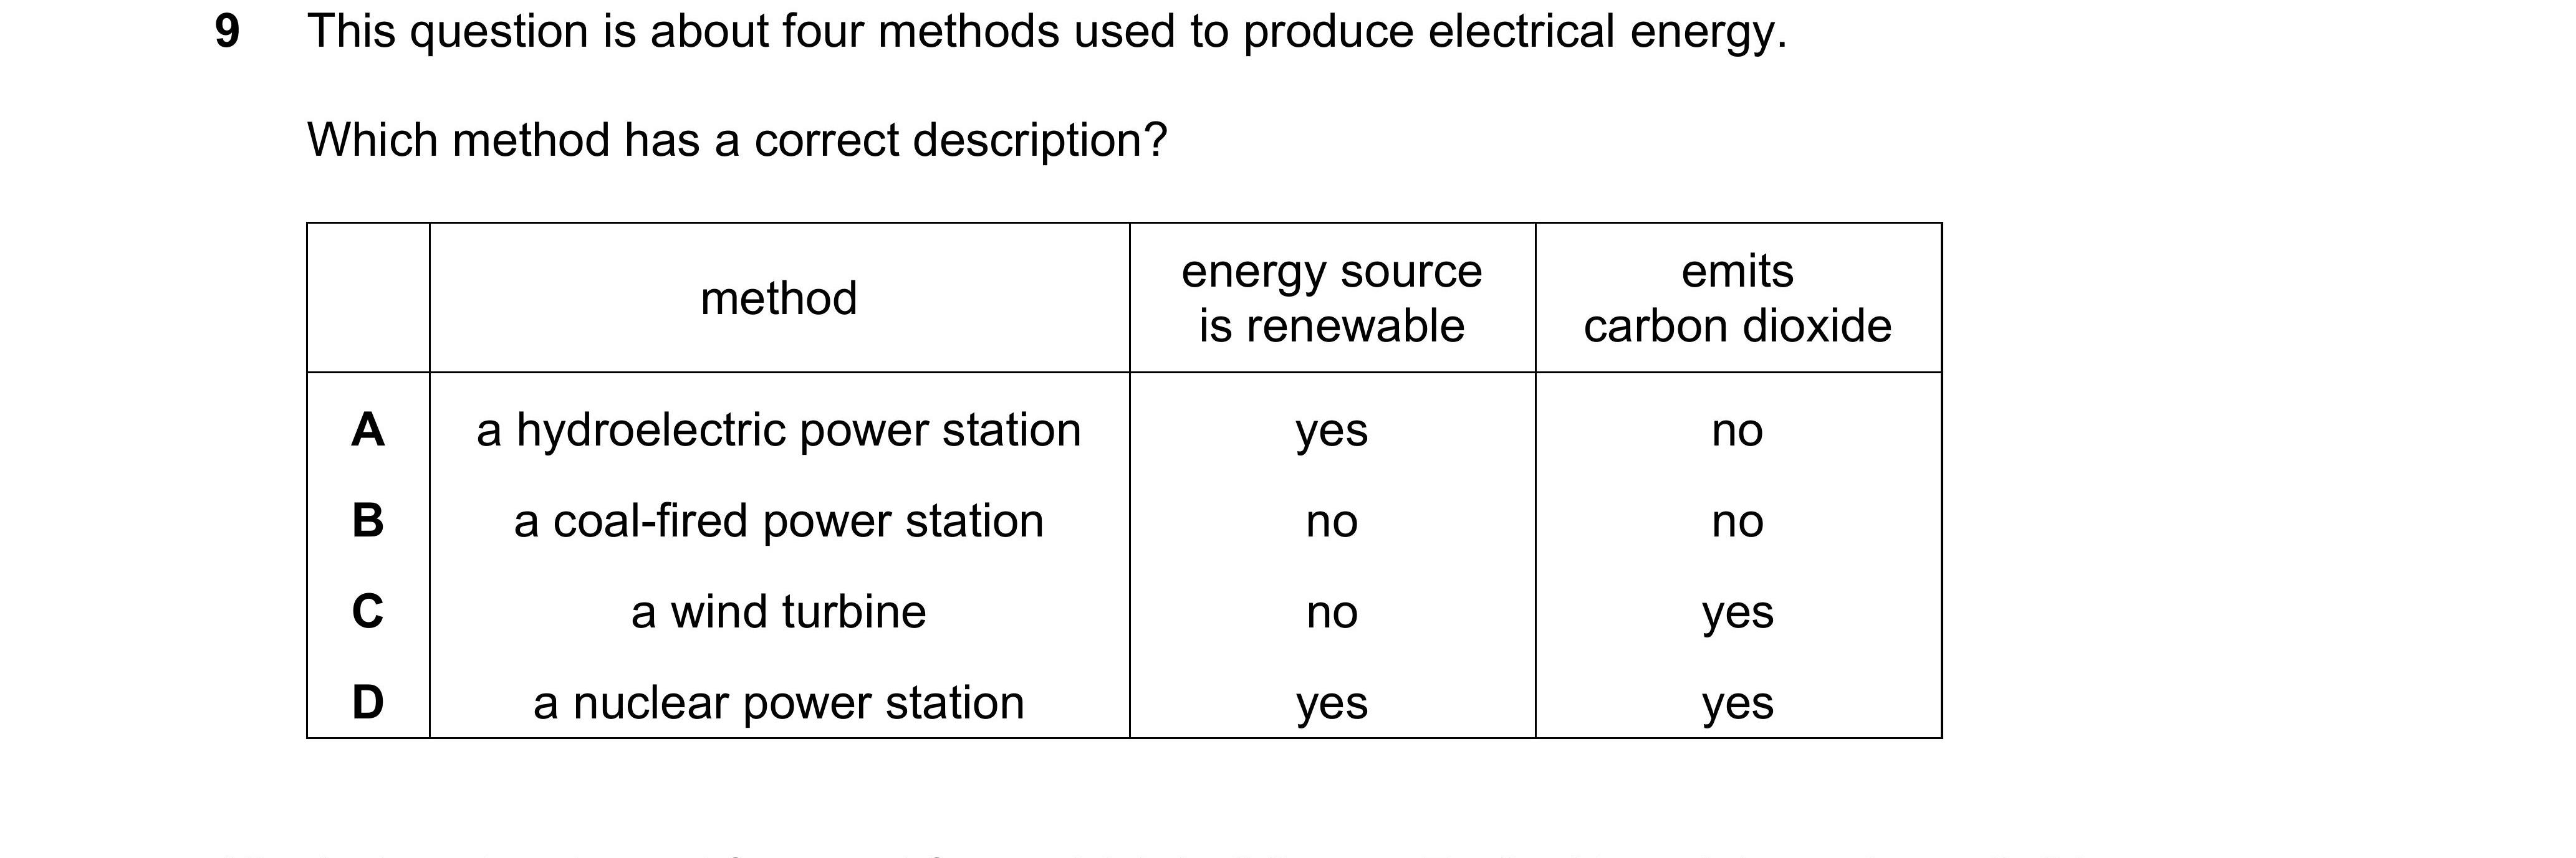 9 This question is about four methods used to produce electrical energy.
Which method has a correct description?
method
energy source
is renewable
emits
carbon dioxide
A a hydroelectric power station yes no
B a coal-fired power station no no
C a wind turbine no yes
D a nuclear power station yes yes